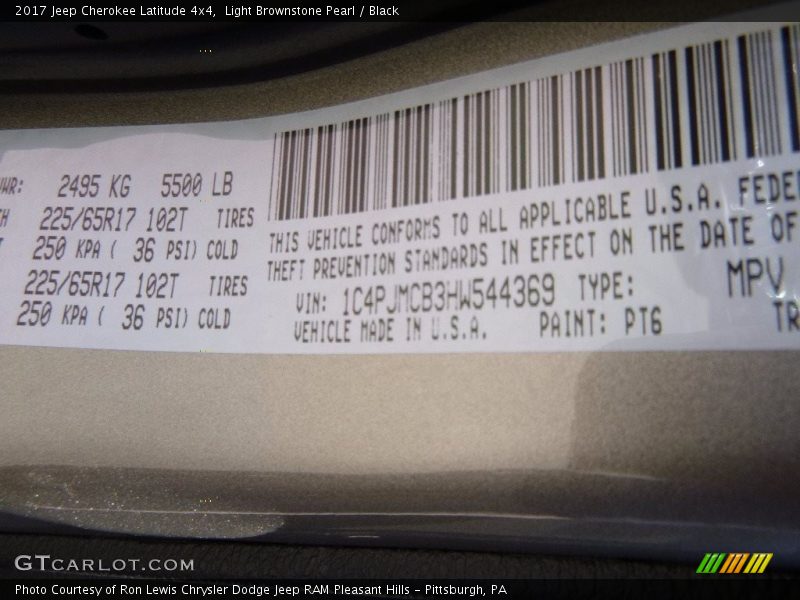 2017 Jeep Cherokee Latitude 4x4,  Light Brownstone Pearl / Black
2495 KG 5500 LB
225/65R17 102T TIRES
250 KPA ( 36 PSI) COLD
225/65R17 102T TIRES
250 KPA ( 36 PSI) COLD
THIS VEHICLE CONFORMS TO ALL APPLICABLE U.S.A. FEDE
THEFT PREVENTION STANDARDS IN EFFECT ON THE DATE OF
VIN: 1C4PJMCB3HW544369 TYPE: MPV
VEHICLE MADE IN U.S.A. PAINT: PT6 TR
GTCARLOT.COM
Photo Courtesy of Ron Lewis Chrysler Dodge Jeep RAM Pleasant Hills – Pittsburgh, PA